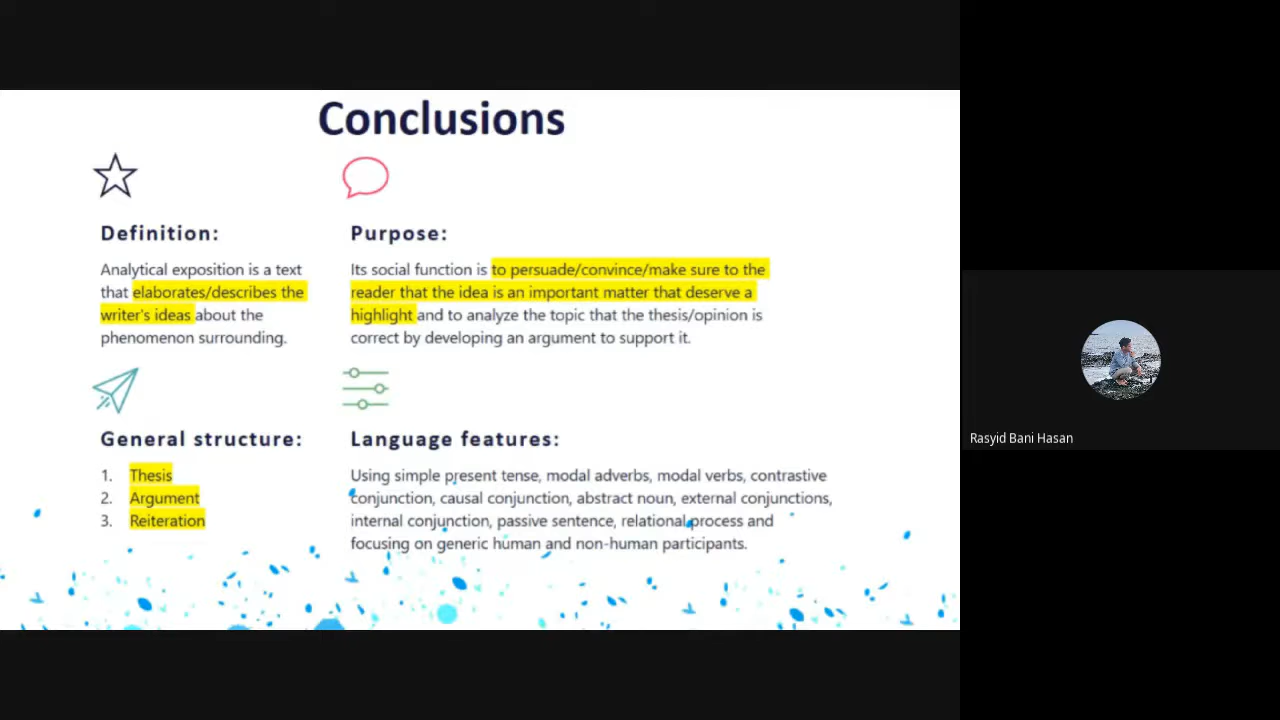 Conclusions
Definition:
Analytical exposition is a text
that elaborates/describes the
writer's ideas about the
phenomenon surrounding.
Purpose:
Its social function is to persuade/convince/make sure to the
reader that the idea is an important matter that deserve a
highlight and to analyze the topic that the thesis/opinion is
correct by developing an argument to support it.
General structure:
1. Thesis
2. Argument
3. Reiteration
Language features:
Using simple present tense, modal adverbs, modal verbs, contrastive
conjunction, causal conjunction, abstract noun, external conjunctions,
internal conjunction, passive sentence, relational process and
focusing on generic human and non-human participants.
Rasyid Bani Hasan